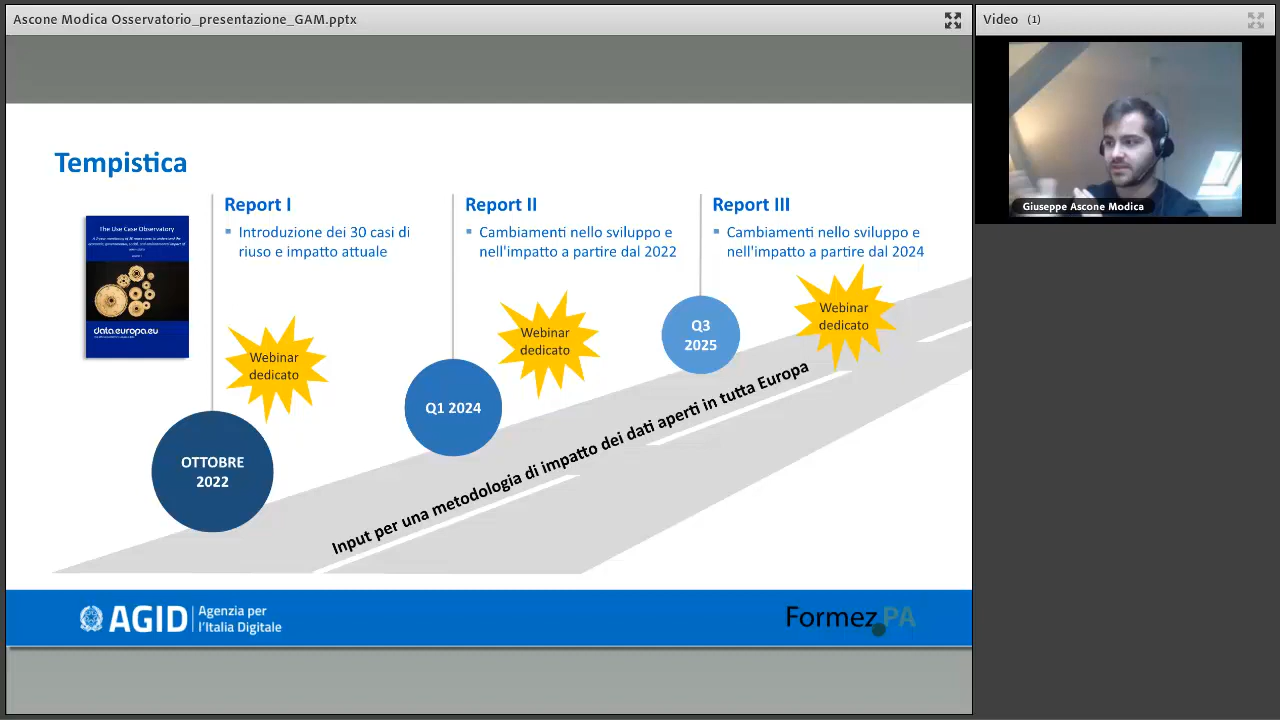 Ascone Modica Osservatorio_presentazione_GAM.pptx
Video (1)
Giuseppe Ascone Modica
Tempistica
The Use Case Observatory
data.europa.eu
Report I
Introduzione dei 30 casi di
riuso e impatto attuale
Report II
Cambiamenti nello sviluppo e
nell'impatto a partire dal 2022
Report III
Cambiamenti nello sviluppo e
nell'impatto a partire dal 2024
Webinar
dedicato
Webinar
dedicato
Webinar
dedicato
OTTOBRE
2022
Q1 2024
Q3
2025
Input per una metodologia di impatto dei dati aperti in tutta Europa
AGID
Agenzia per
l'Italia Digitale
Formez PA